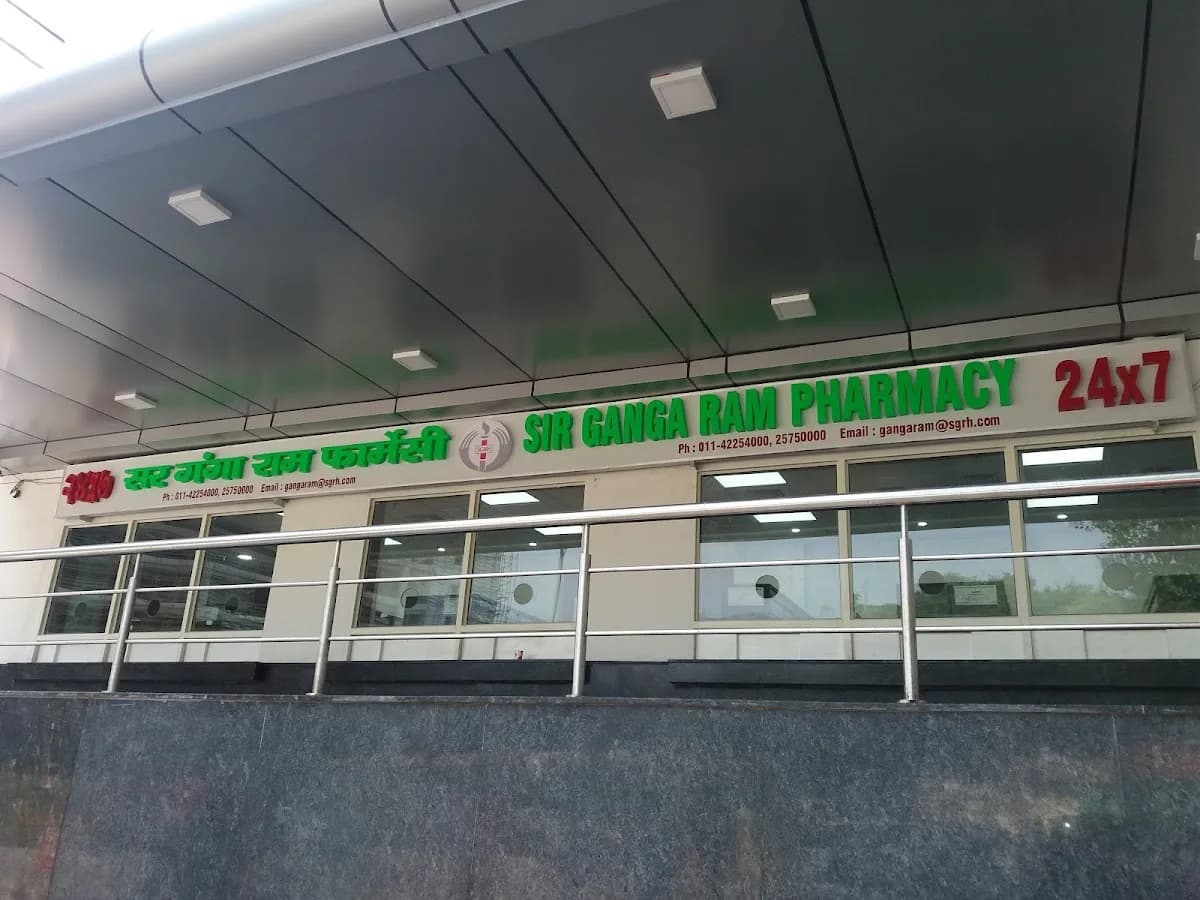 २४x७ सर गंगा राम फार्मेसी
Ph : 011-42254000, 25750000 Email : gangaram@sgrh.com
SIR GANGA RAM PHARMACY 24x7
Ph : 011-42254000, 25750000 Email : gangaram@sgrh.com